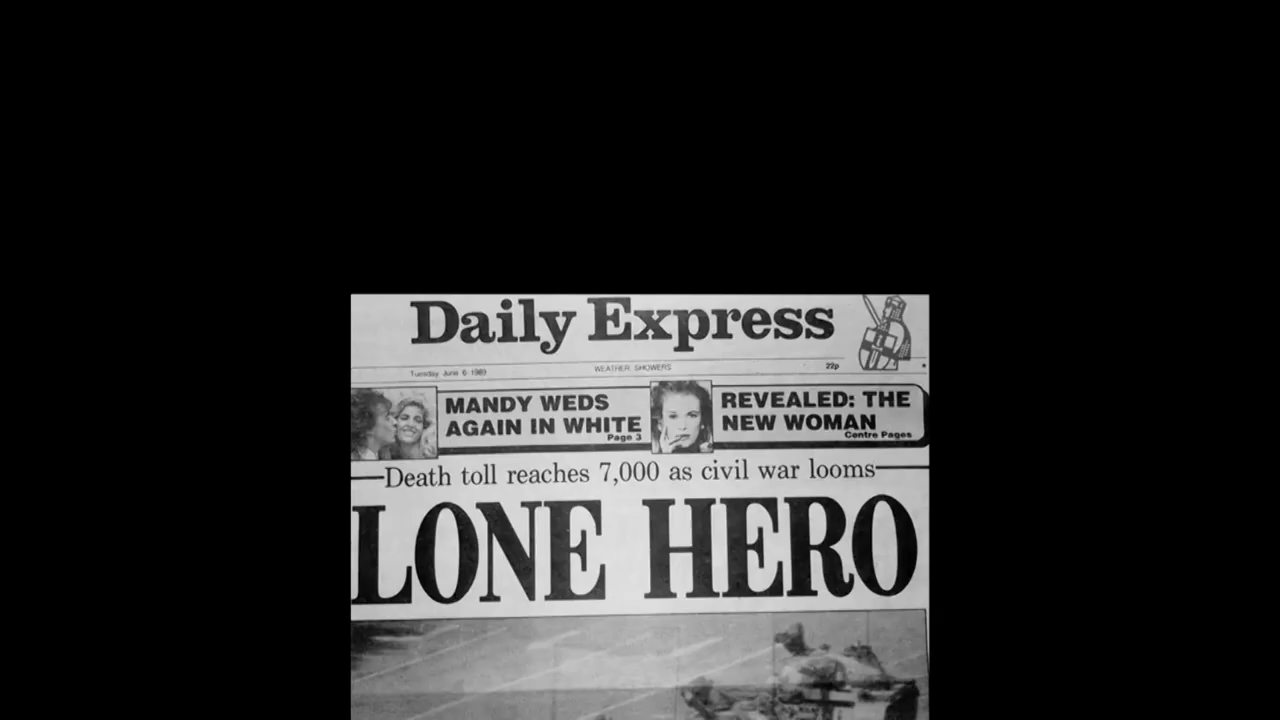 Daily Express
Tuesday June 6 1989 WEATHER: SHOWERS 22p
MANDY WEDS
AGAIN IN WHITE
Page 3
REVEALED: THE
NEW WOMAN
Centre Pages
Death toll reaches 7,000 as civil war looms
LONE HERO